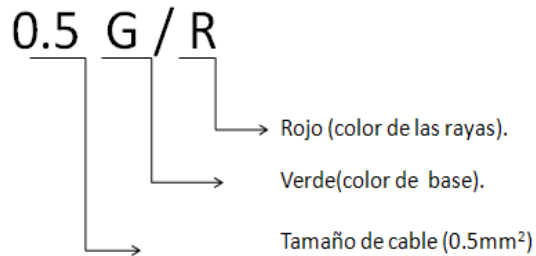 0.5 G / R
Rojo (color de las rayas).
Verde(color de base).
Tamaño de cable (0.5mm²)